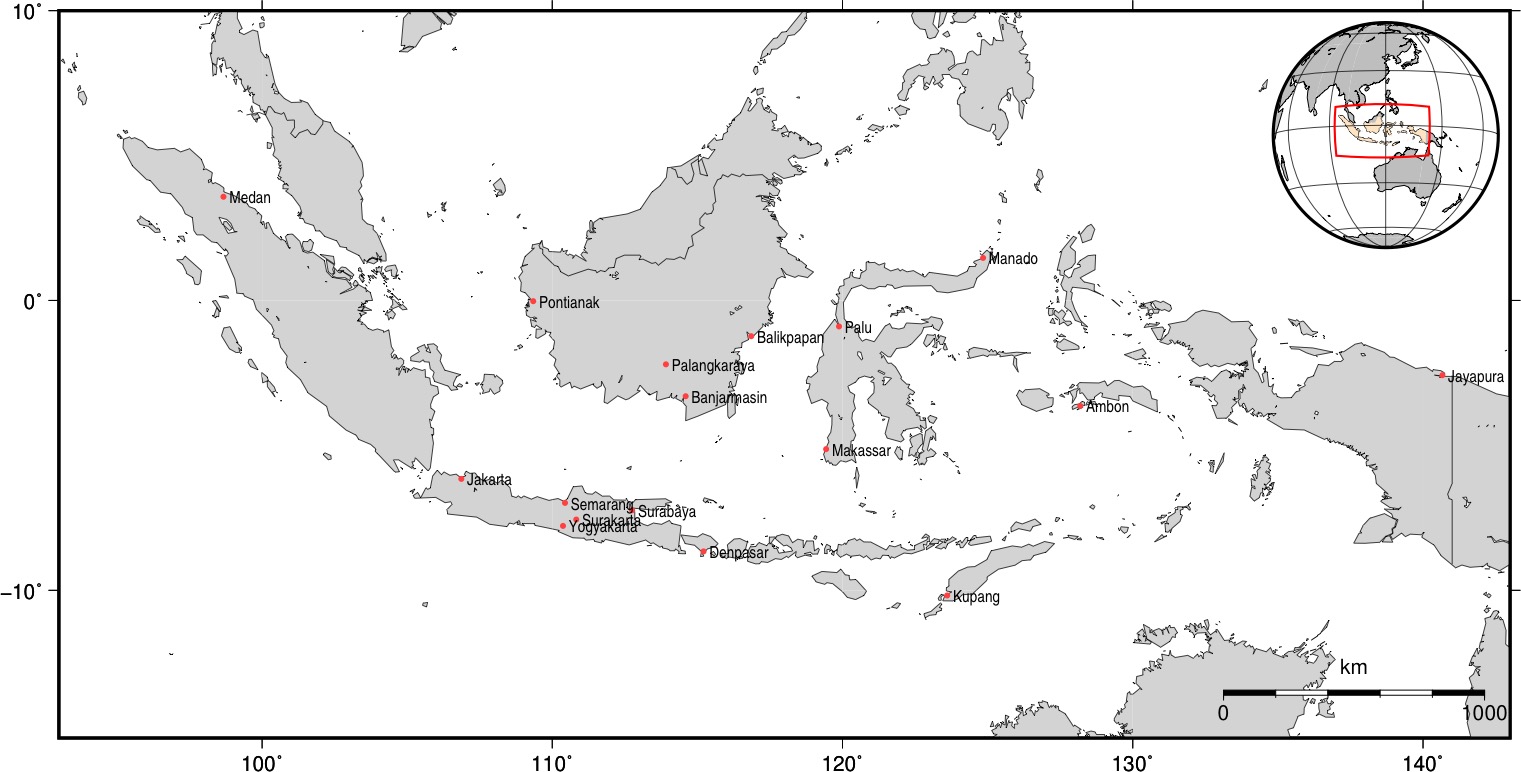 10°
Medan
Manado
0°
Pontianak
Palu
Balikpapan
Palangkaraya
Jayapura
Banjarmasin
Ambon
Makassar
Jakarta
Semarang
Surabaya
Surakarta
Yogyakarta
Denpasar
−10°
Kupang
km
0
1000
100°
110°
120°
130°
140°